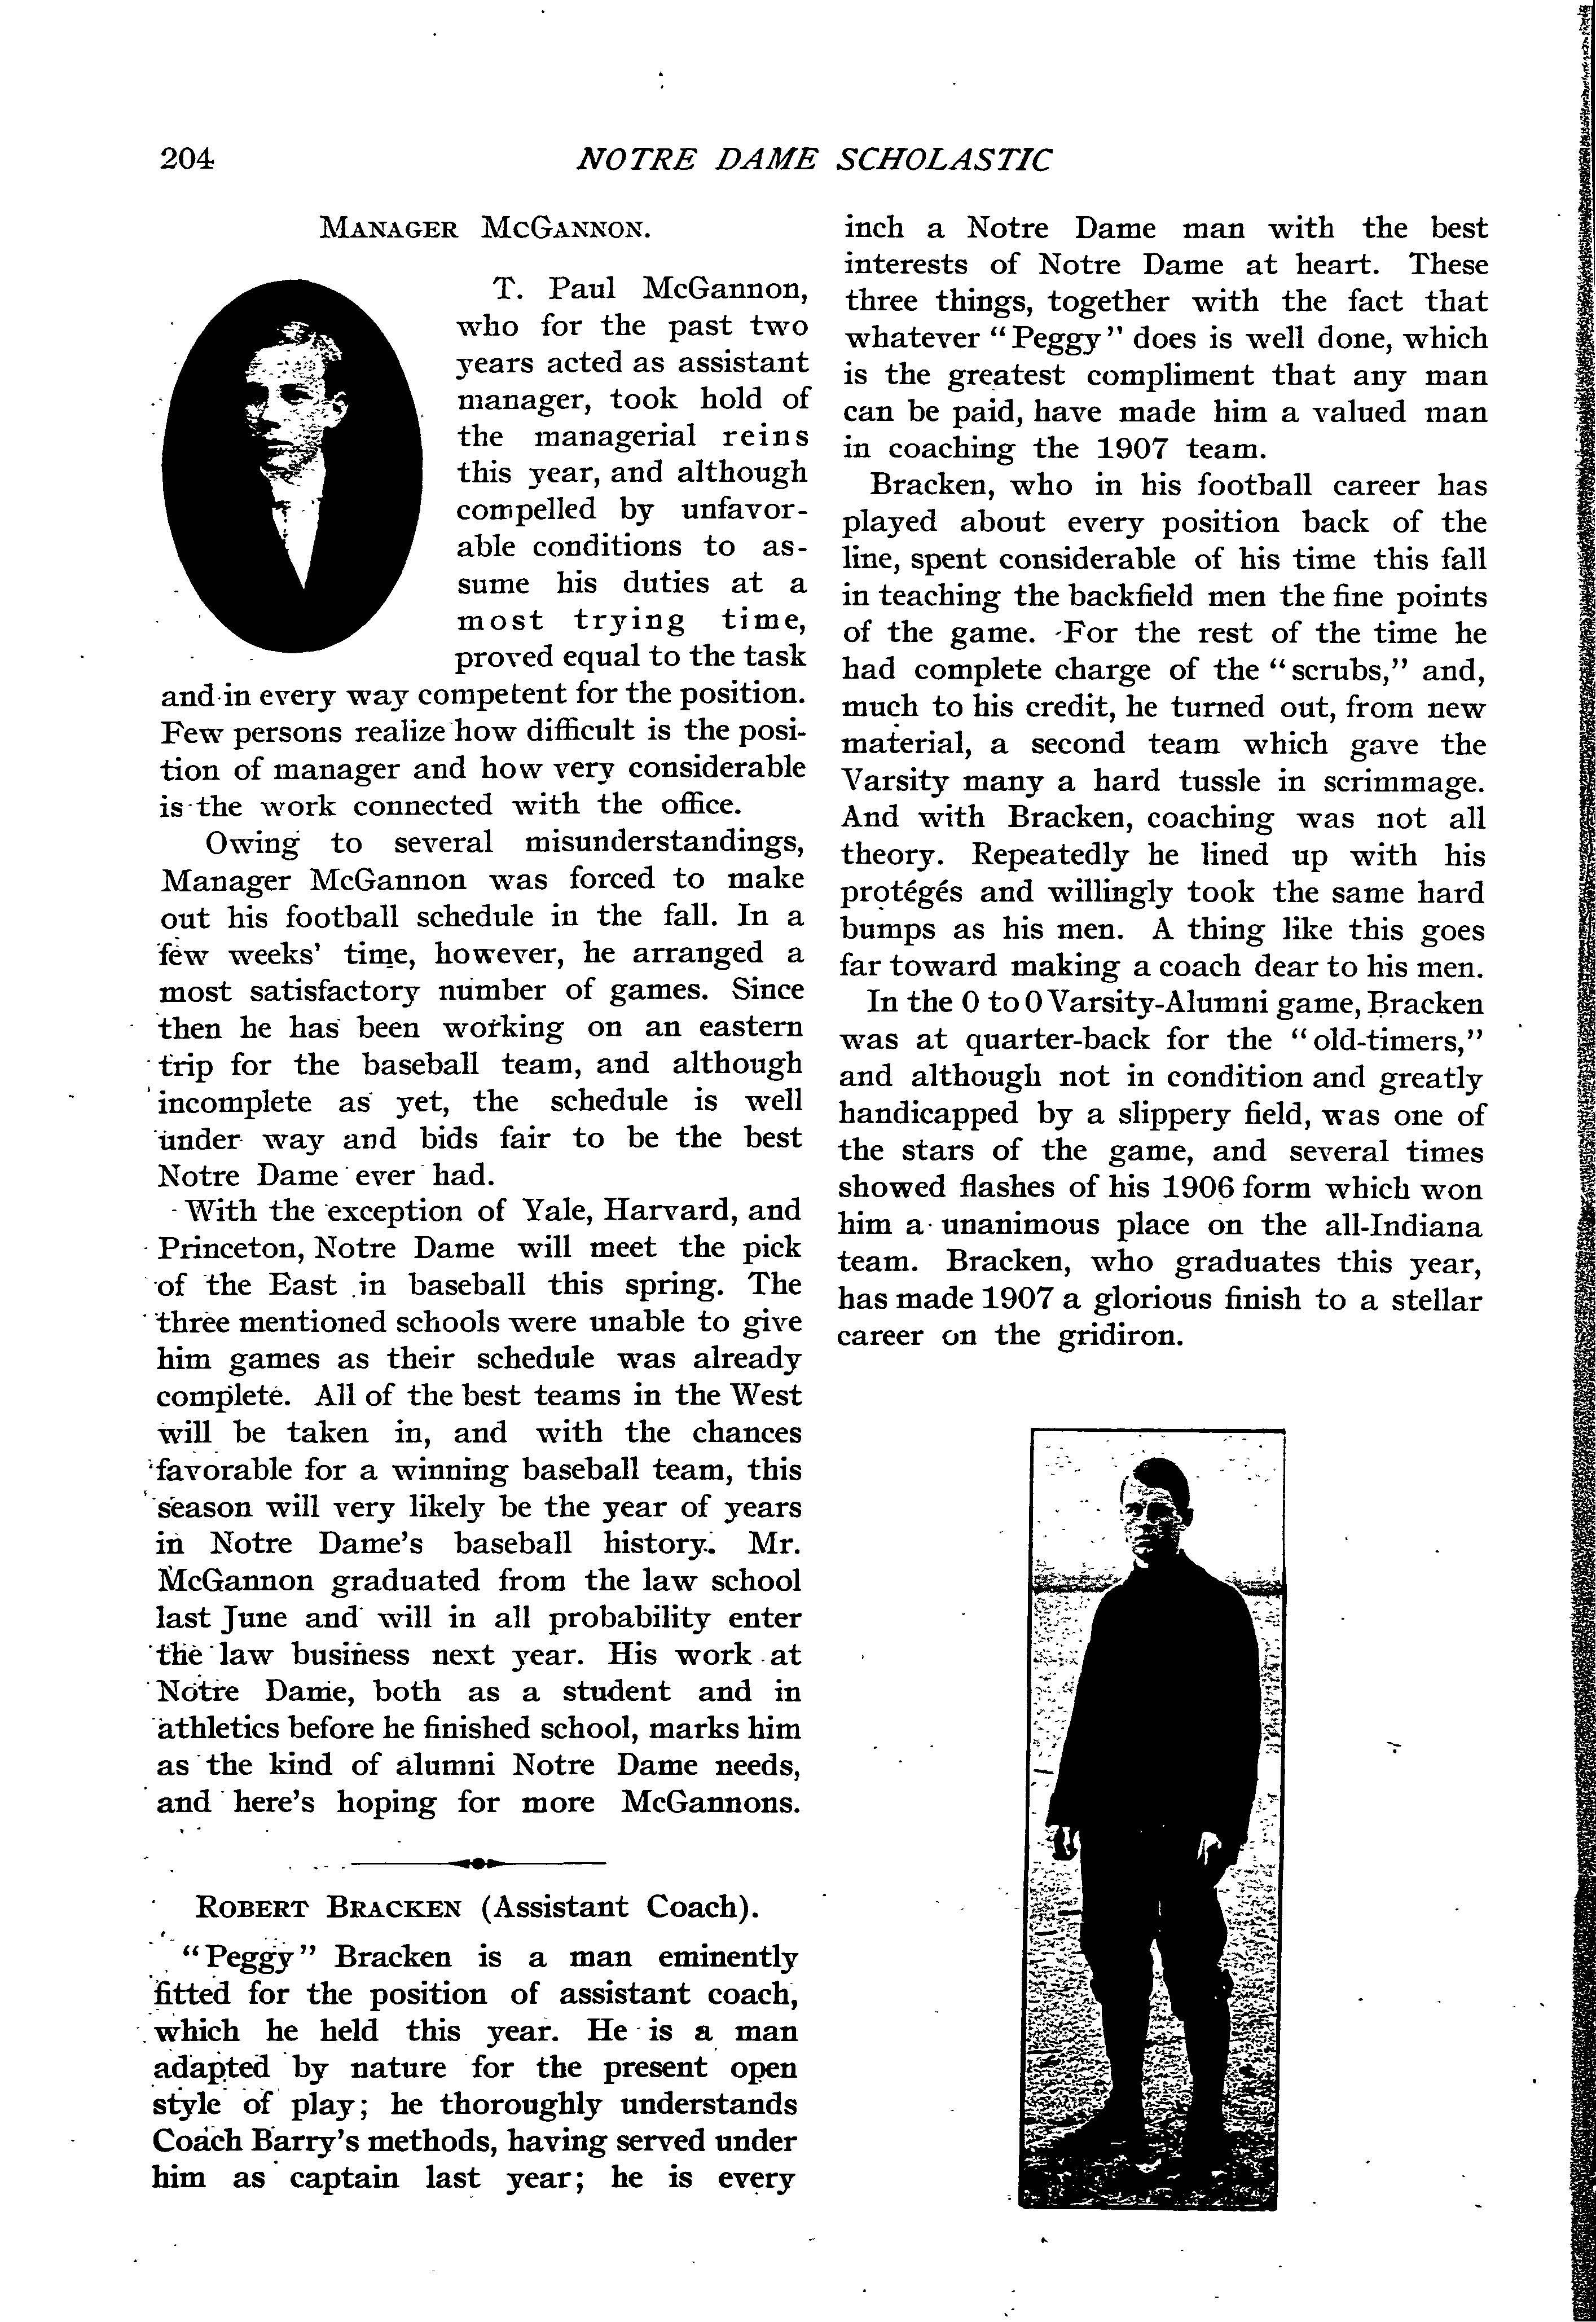 204
NOTRE DAME SCHOLASTIC
MANAGER MCGANNON.
T. Paul McGannon,
who for the past two
years acted as assistant
manager, took hold of
the managerial reins
this year, and although
compelled by unfavor-
able conditions to as-
sume his duties at a
most trying time,
proved equal to the task
and in every way competent for the position.
Few persons realize how difficult is the posi-
tion of manager and how very considerable
is the work connected with the office.
Owing to several misunderstandings,
Manager McGannon was forced to make
out his football schedule in the fall. In a
few weeks' time, however, he arranged a
most satisfactory number of games. Since
then he has been working on an eastern
trip for the baseball team, and although
incomplete as yet, the schedule is well
under way and bids fair to be the best
Notre Dame ever had.
With the exception of Yale, Harvard, and
Princeton, Notre Dame will meet the pick
of the East in baseball this spring. The
three mentioned schools were unable to give
him games as their schedule was already
complete. All of the best teams in the West
will be taken in, and with the chances
favorable for a winning baseball team, this
season will very likely be the year of years
in Notre Dame's baseball history. Mr.
McGannon graduated from the law school
last June and will in all probability enter
the law business next year. His work at
Notre Dame, both as a student and in
athletics before he finished school, marks him
as the kind of alumni Notre Dame needs,
and here's hoping for more McGannons.
ROBERT BRACKEN (Assistant Coach).
"Peggy" Bracken is a man eminently
fitted for the position of assistant coach,
which he held this year. He is a man
adapted by nature for the present open
style of play; he thoroughly understands
Coach Barry's methods, having served under
him as captain last year; he is every
inch a Notre Dame man with the best
interests of Notre Dame at heart. These
three things, together with the fact that
whatever "Peggy" does is well done, which
is the greatest compliment that any man
can be paid, have made him a valued man
in coaching the 1907 team.
Bracken, who in his football career has
played about every position back of the
line, spent considerable of his time this fall
in teaching the backfield men the fine points
of the game. For the rest of the time he
had complete charge of the "scrubs," and,
much to his credit, he turned out, from new
material, a second team which gave the
Varsity many a hard tussle in scrimmage.
And with Bracken, coaching was not all
theory. Repeatedly he lined up with his
protégés and willingly took the same hard
bumps as his men. A thing like this goes
far toward making a coach dear to his men.
In the 0 to 0 Varsity-Alumni game, Bracken
was at quarter-back for the "old-timers,"
and although not in condition and greatly
handicapped by a slippery field, was one of
the stars of the game, and several times
showed flashes of his 1906 form which won
him a unanimous place on the all-Indiana
team. Bracken, who graduates this year,
has made 1907 a glorious finish to a stellar
career on the gridiron.